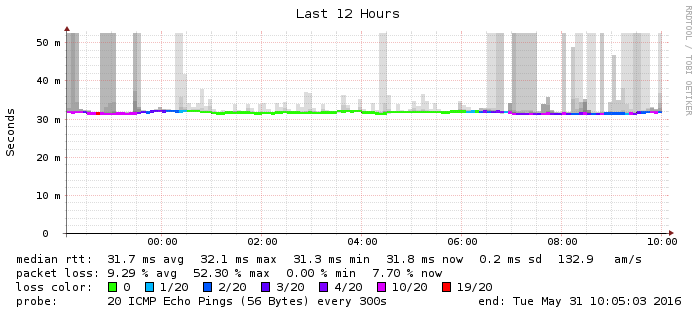 Last 12 Hours
RRDTOOL / TOBI OETIKER
Seconds
50 m
40 m
30 m
20 m
10 m
0
00:00 02:00 04:00 06:00 08:00 10:00
median rtt: 31.7 ms avg 32.1 ms max 31.3 ms min 31.8 ms now 0.2 ms sd 132.9 am/s
packet loss: 9.29 % avg 52.30 % max 0.00 % min 7.70 % now
loss color: 0 1/20 2/20 3/20 4/20 10/20 19/20
probe: 20 ICMP Echo Pings (56 Bytes) every 300s end: Tue May 31 10:05:03 2016